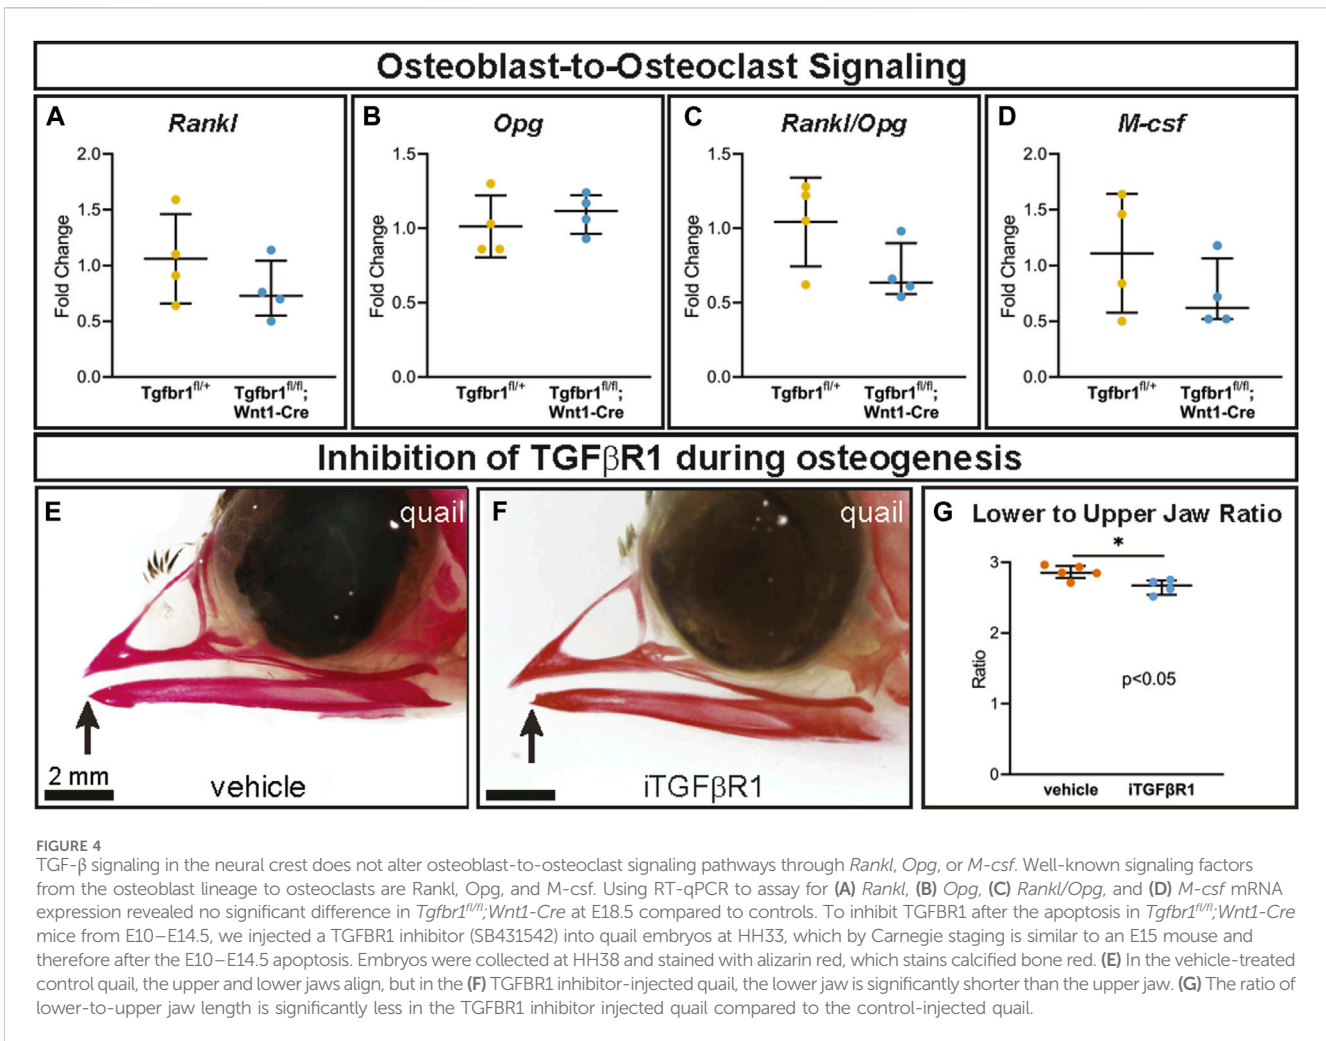 Osteoblast-to-Osteoclast Signaling
A
Rankl
Fold Change
2.0
1.5
1.0
0.5
0.0
Tgfbr1fl/+
Tgfbr1fl/fl;
Wnt1-Cre
B
Opg
Fold Change
1.5
1.0
0.5
0.0
Tgfbr1fl/+
Tgfbr1fl/fl;
Wnt1-Cre
C
Rankl/Opg
Fold Change
1.5
1.0
0.5
0.0
Tgfbr1fl/+
Tgfbr1fl/fl;
Wnt1-Cre
D
M-csf
Fold Change
2.0
1.5
1.0
0.5
0.0
Tgfbr1fl/+
Tgfbr1fl/fl;
Wnt1-Cre
Inhibition of TGFβR1 during osteogenesis
E
quail
2 mm
vehicle
F
quail
iTGFβR1
G Lower to Upper Jaw Ratio
*
Ratio
3
2
1
0
p<0.05
vehicle
iTGFβR1
FIGURE 4
TGF-β signaling in the neural crest does not alter osteoblast-to-osteoclast signaling pathways through Rankl, Opg, or M-csf. Well-known signaling factors
from the osteoblast lineage to osteoclasts are Rankl, Opg, and M-csf. Using RT-qPCR to assay for (A) Rankl, (B) Opg, (C) Rankl/Opg, and (D) M-csf mRNA
expression revealed no significant difference in Tgfbr1fl/fl;Wnt1-Cre at E18.5 compared to controls. To inhibit TGFBR1 after the apoptosis in Tgfbr1fl/fl;Wnt1-Cre
mice from E10–E14.5, we injected a TGFBR1 inhibitor (SB431542) into quail embryos at HH33, which by Carnegie staging is similar to an E15 mouse and
therefore after the E10–E14.5 apoptosis. Embryos were collected at HH38 and stained with alizarin red, which stains calcified bone red. (E) In the vehicle-treated
control quail, the upper and lower jaws align, but in the (F) TGFBR1 inhibitor-injected quail, the lower jaw is significantly shorter than the upper jaw. (G) The ratio of
lower-to-upper jaw length is significantly less in the TGFBR1 inhibitor injected quail compared to the control-injected quail.